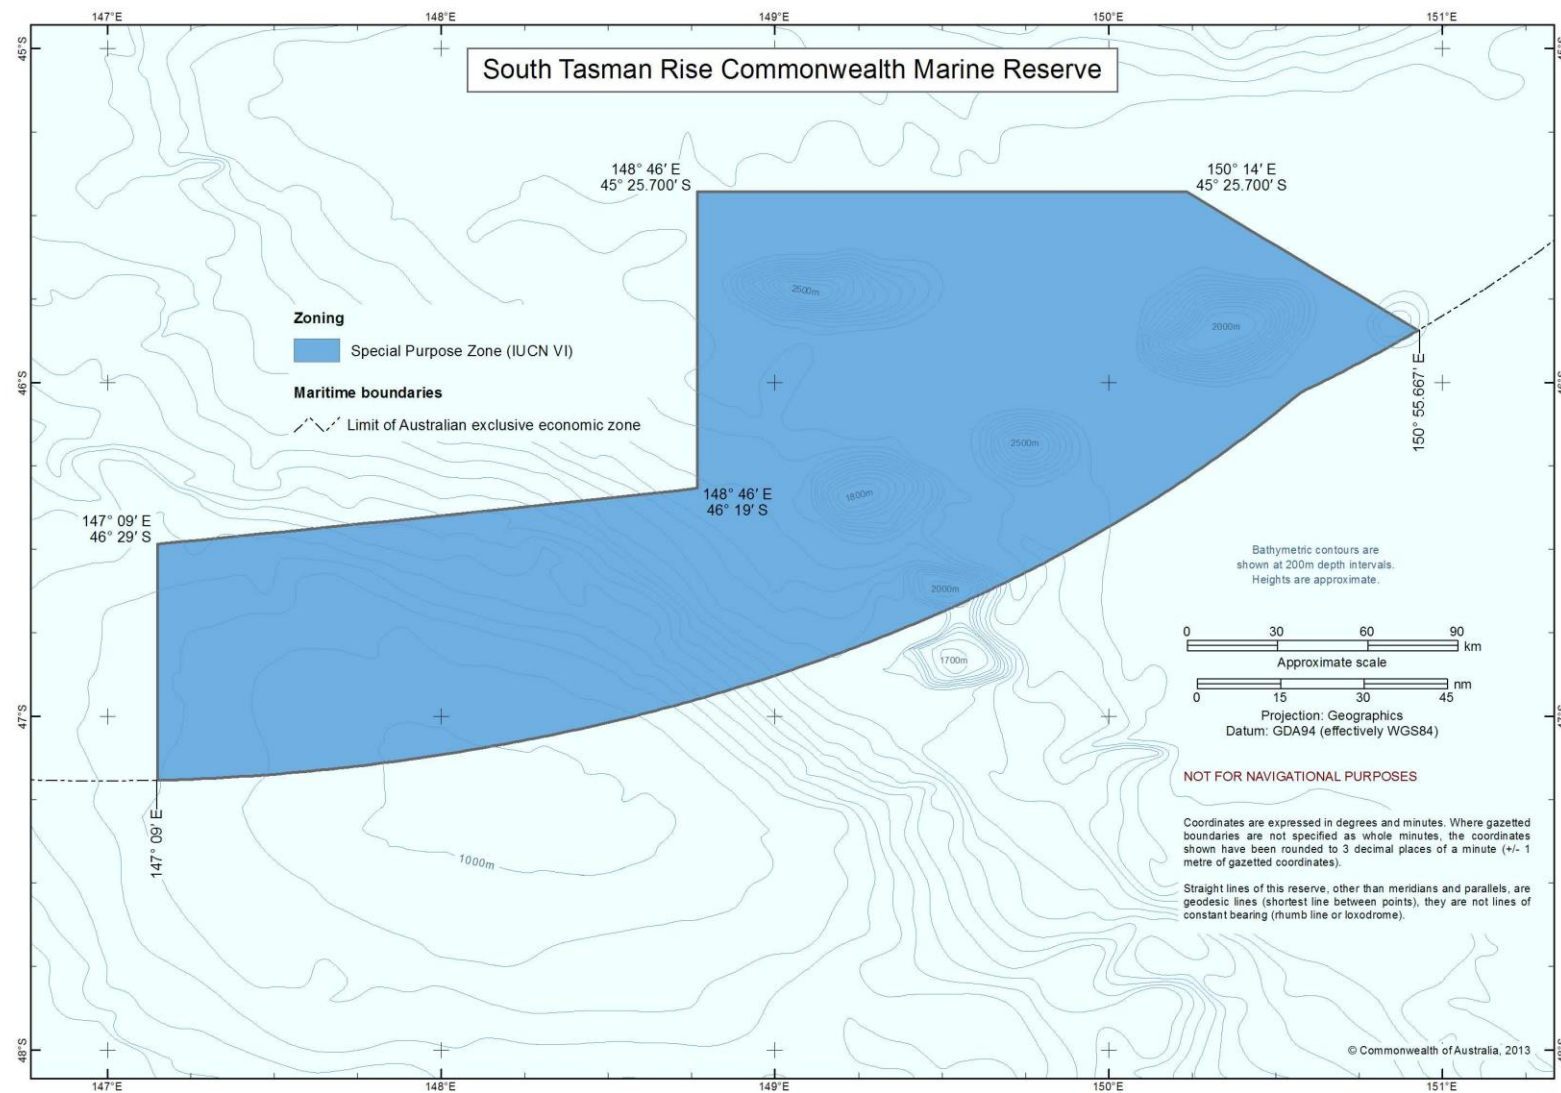 147°E
148°E
149°E
150°E
151°E
45°S
South Tasman Rise Commonwealth Marine Reserve
148° 46′ E
45° 25.700′ S
150° 14′ E
45° 25.700′ S
2500m
2000m
Zoning
Special Purpose Zone (IUCN VI)
Maritime boundaries
Limit of Australian exclusive economic zone
46°S
150° 55.667′ E
2500m
1800m
148° 46′ E
46° 19′ S
147° 09′ E
46° 29′ S
2000m
1700m
Bathymetric contours are
shown at 200m depth intervals.
Heights are approximate.
0 30 60 90
km
Approximate scale
nm
0 15 30 45
Projection: Geographics
Datum: GDA94 (effectively WGS84)
47°S
NOT FOR NAVIGATIONAL PURPOSES
147° 09′ E
1000m
Coordinates are expressed in degrees and minutes. Where gazetted
boundaries are not specified as whole minutes, the coordinates
shown have been rounded to 3 decimal places of a minute (+/- 1
metre of gazetted coordinates).
Straight lines of this reserve, other than meridians and parallels, are
geodesic lines (shortest line between points), they are not lines of
constant bearing (rhumb line or loxodrome).
48°S
© Commonwealth of Australia, 2013
147°E
148°E
149°E
150°E
151°E